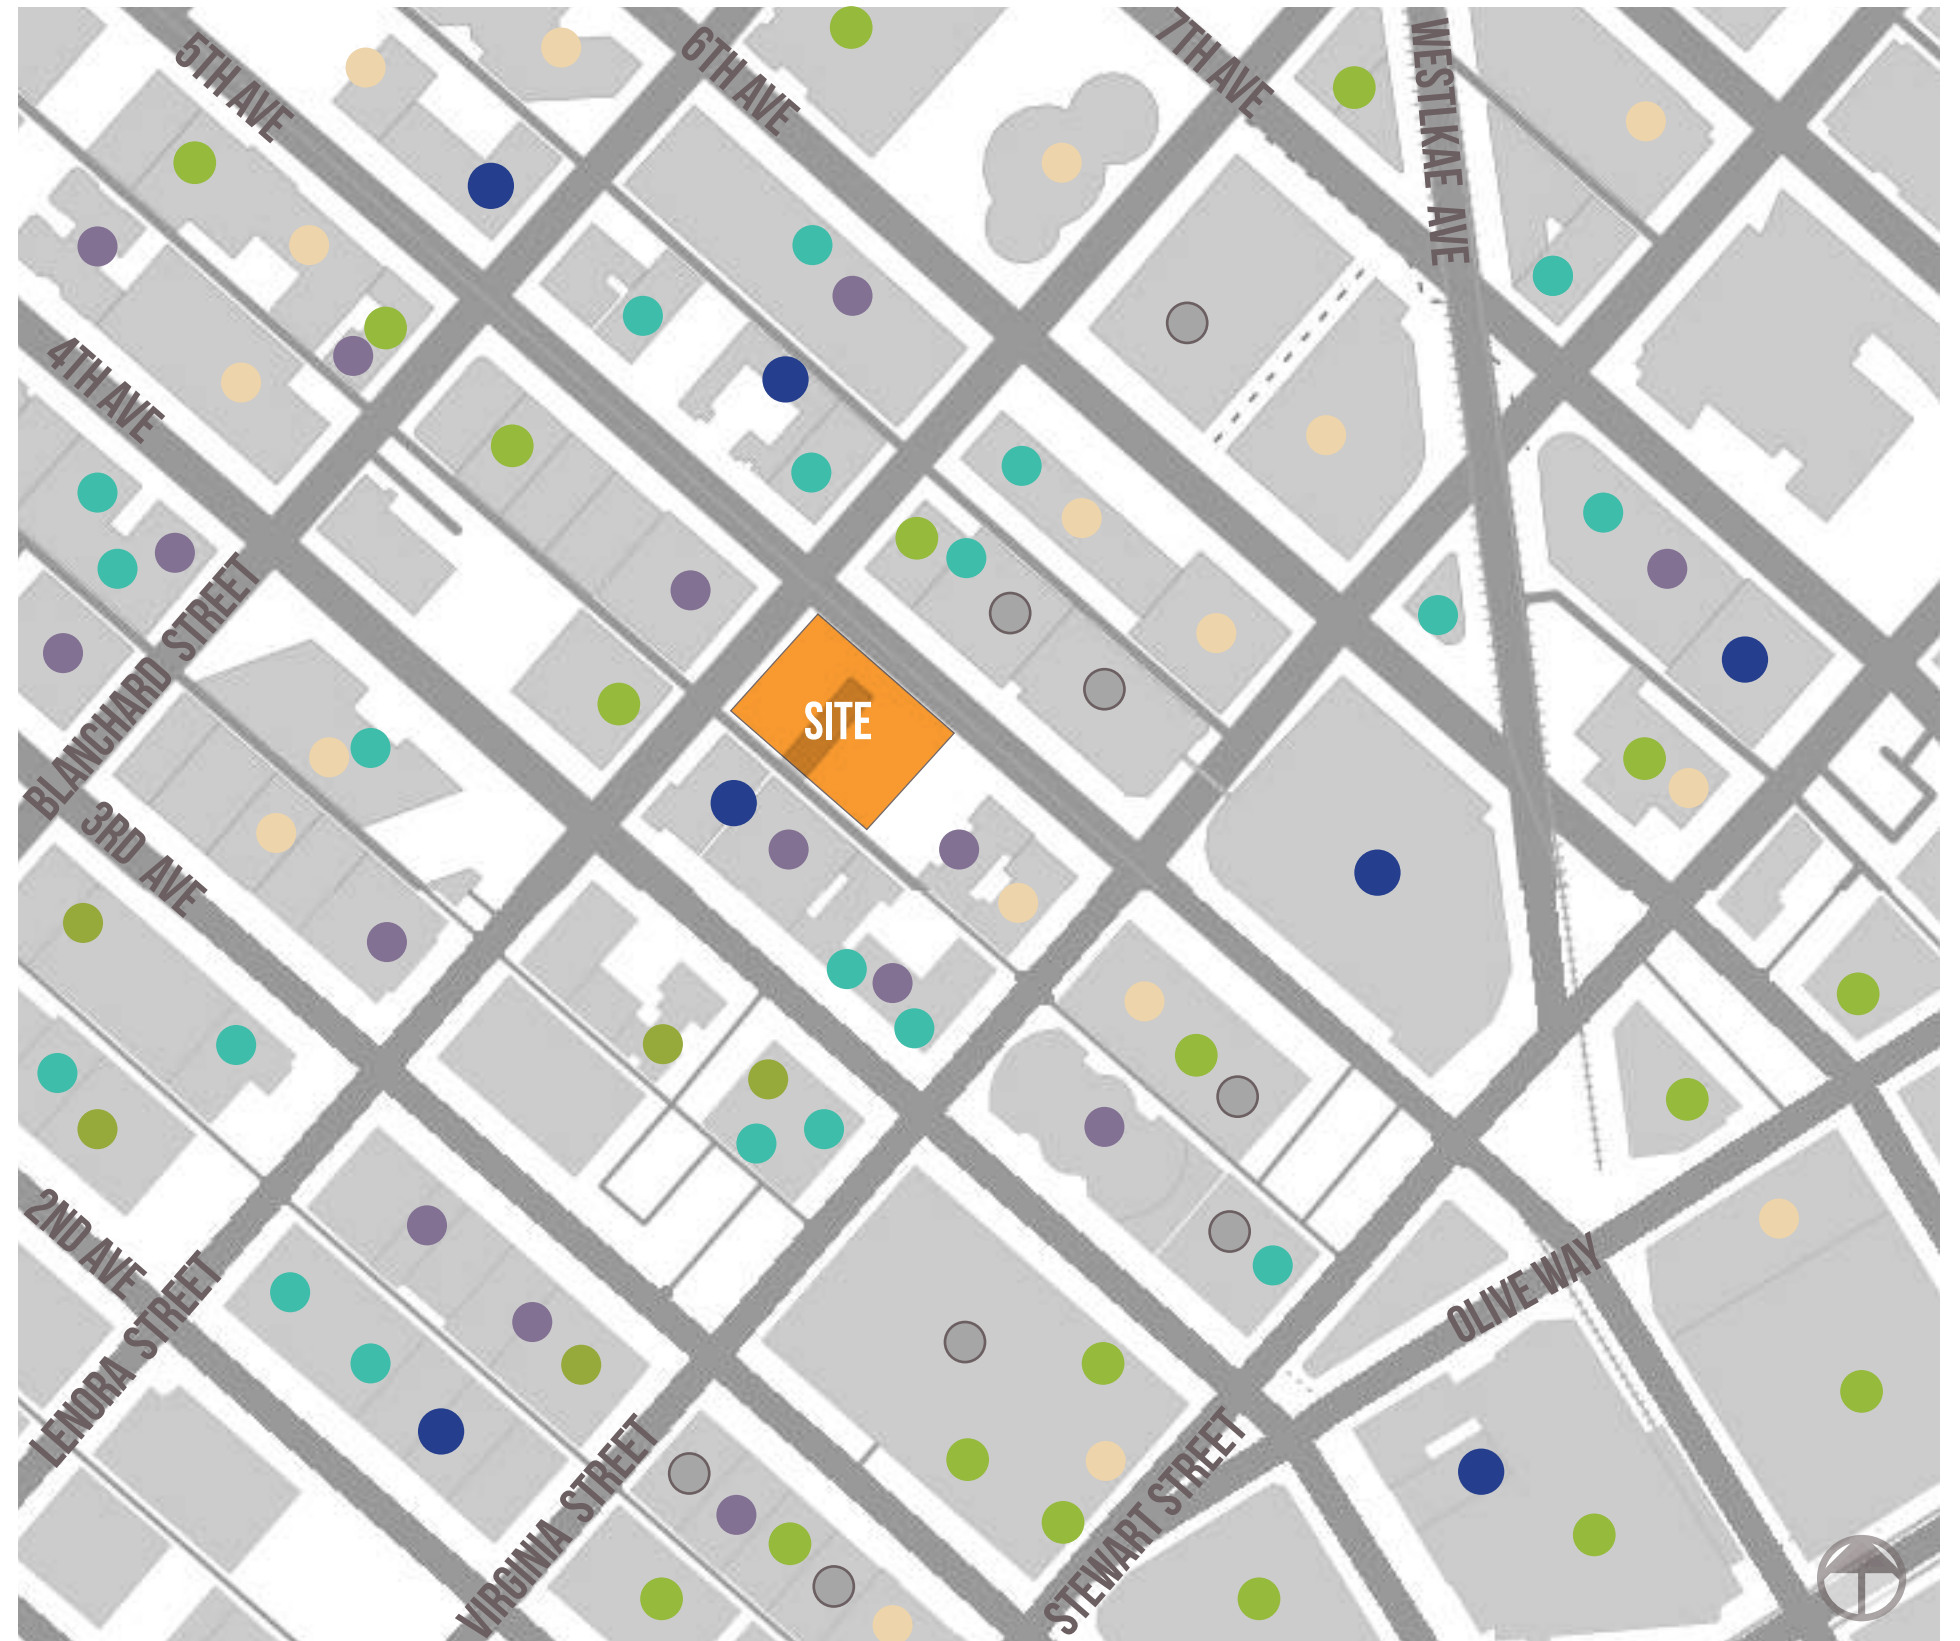 5TH AVE
6TH AVE
7TH AVE
WESTLKAE AVE
4TH AVE
BLANCHARD STREET
SITE
3RD AVE
2ND AVE
LENORA STREET
OLIVE WAY
VIRGINIA STREET
STEWART STREET